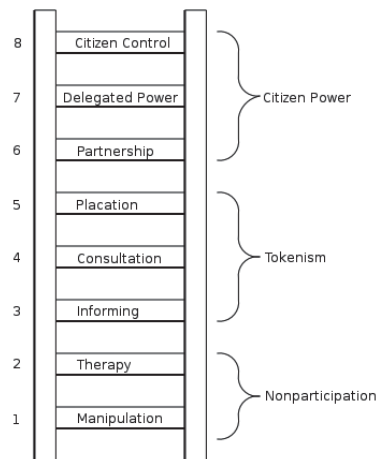 8 Citizen Control
7 Delegated Power
Citizen Power
6 Partnership
5 Placation
4 Consultation
Tokenism
3 Informing
2 Therapy
Nonparticipation
1 Manipulation